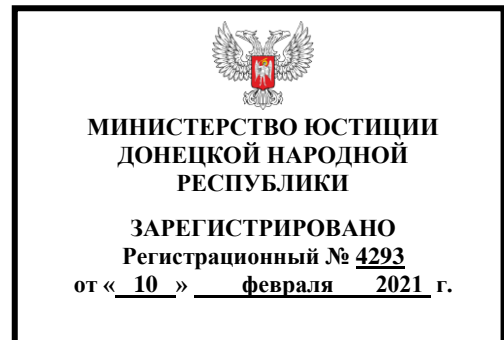 МИНИСТЕРСТВО ЮСТИЦИИ
ДОНЕЦКОЙ НАРОДНОЙ
РЕСПУБЛИКИ
ЗАРЕГИСТРИРОВАНО
Регистрационный № 4293
от « 10 » февраля 2021 г.